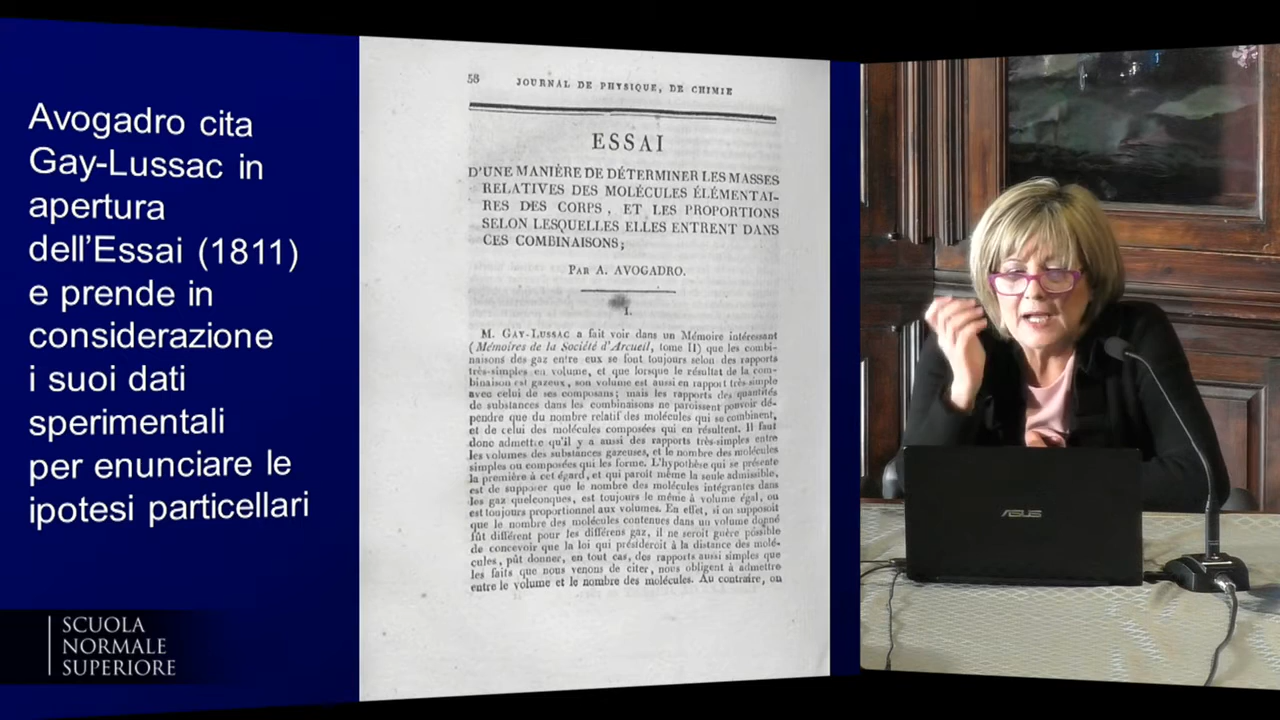 Avogadro cita
Gay-Lussac in
apertura
dell’Essai (1811)
e prende in
considerazione
i suoi dati
sperimentali
per enunciare le
ipotesi particellari
SCUOLA
NORMALE
SUPERIORE
58 JOURNAL DE PHYSIQUE, DE CHIMIE
ESSAI
D'UNE MANIÈRE DE DÉTERMINER LES MASSES
RELATIVES DES MOLÉCULES ÉLÉMENTAI-
RES DES CORPS, ET LES PROPORTIONS
SELON LESQUELLES ELLES ENTRENT DANS
CES COMBINAISONS;
PAR A. AVOGADRO.
I.
M. GAY-LUSSAC a fait voir dans un Mémoire intéressant
(Mémoires de la Société d'Arcueil, tome II) que les combi-
naisons des gaz entre eux se font toujours selon des rapports
très-simples en volume, et que lorsque le résultat de la com-
binaison est gazeux, son volume est aussi en rapport très-simple
avec celui de ses composans; mais les rapports des quantités
de substances dans les combinaisons ne paroissent pouvoir dé-
pendre que du nombre relatif des molécules qui se combinent,
et de celui des molécules composées qui en résultent. Il faut
donc admettre qu'il y a aussi des rapports très-simples entre
les volumes des substances gazeuses, et le nombre des molécules
simples ou composées qui les forme. L'hypothèse qui se présente
la première à cet égard, et qui paroît même la seule admissible,
est de supposer que le nombre des molécules intégrantes dans
les gaz quelconques, est toujours le même à volume égal, ou
est toujours proportionnel aux volumes. En effet, si on supposoit
que le nombre des molécules contenues dans un volume donné
fût différent pour les différens gaz, il ne seroit guère possible
de concevoir que la loi qui présideroit à la distance des molé-
cules, pût donner, en tout cas, des rapports aussi simples que
les faits que nous venons de citer, nous obligent à admettre
entre le volume et le nombre des molécules. Au contraire, on
ASUS